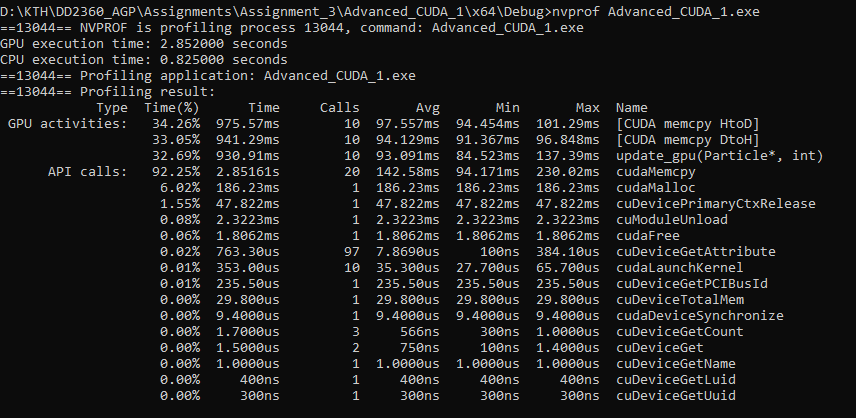 D:\KTH\DD2360_AGP\Assignments\Assignment_3\Advanced_CUDA_1\x64\Debug>nvprof Advanced_CUDA_1.exe
==13044== NVPROF is profiling process 13044, command: Advanced_CUDA_1.exe
GPU execution time: 2.852000 seconds
CPU execution time: 0.825000 seconds
==13044== Profiling application: Advanced_CUDA_1.exe
==13044== Profiling result:
Type Time(%) Time Calls Avg Min Max Name
GPU activities: 34.26% 975.57ms 10 97.557ms 94.454ms 101.29ms [CUDA memcpy HtoD]
33.05% 941.29ms 10 94.129ms 91.367ms 96.848ms [CUDA memcpy DtoH]
32.69% 930.91ms 10 93.091ms 84.523ms 137.39ms update_gpu(Particle*, int)
API calls: 92.25% 2.85161s 20 142.58ms 94.171ms 230.02ms cudaMemcpy
6.02% 186.23ms 1 186.23ms 186.23ms 186.23ms cudaMalloc
1.55% 47.822ms 1 47.822ms 47.822ms 47.822ms cuDevicePrimaryCtxRelease
0.08% 2.3223ms 1 2.3223ms 2.3223ms 2.3223ms cuModuleUnload
0.06% 1.8062ms 1 1.8062ms 1.8062ms 1.8062ms cudaFree
0.02% 763.30us 97 7.8690us 100ns 384.10us cuDeviceGetAttribute
0.01% 353.00us 10 35.300us 27.700us 65.700us cudaLaunchKernel
0.01% 235.50us 1 235.50us 235.50us 235.50us cuDeviceGetPCIBusId
0.00% 29.800us 1 29.800us 29.800us 29.800us cuDeviceTotalMem
0.00% 9.4000us 1 9.4000us 9.4000us 9.4000us cudaDeviceSynchronize
0.00% 1.7000us 3 566ns 300ns 1.0000us cuDeviceGetCount
0.00% 1.5000us 2 750ns 100ns 1.4000us cuDeviceGet
0.00% 1.0000us 1 1.0000us 1.0000us 1.0000us cuDeviceGetName
0.00% 400ns 1 400ns 400ns 400ns cuDeviceGetLuid
0.00% 300ns 1 300ns 300ns 300ns cuDeviceGetUuid